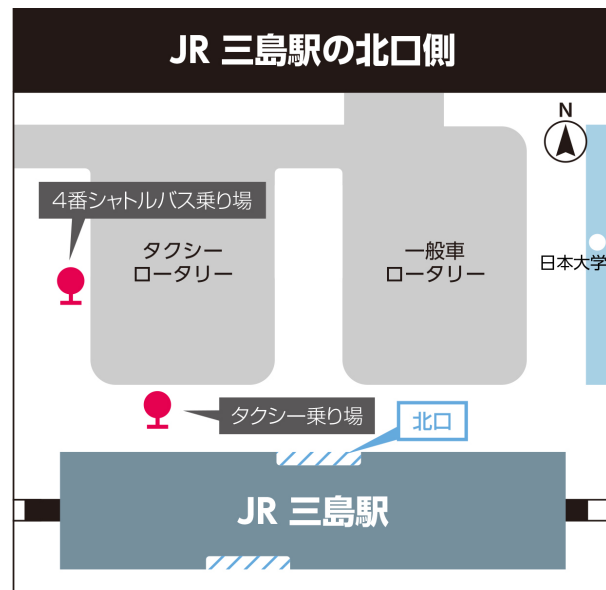 JR 三島駅の北口側
N
4番シャトルバス乗り場
タクシー
ロータリー
一般車
ロータリー
日本大学
タクシー乗り場
北口
JR 三島駅